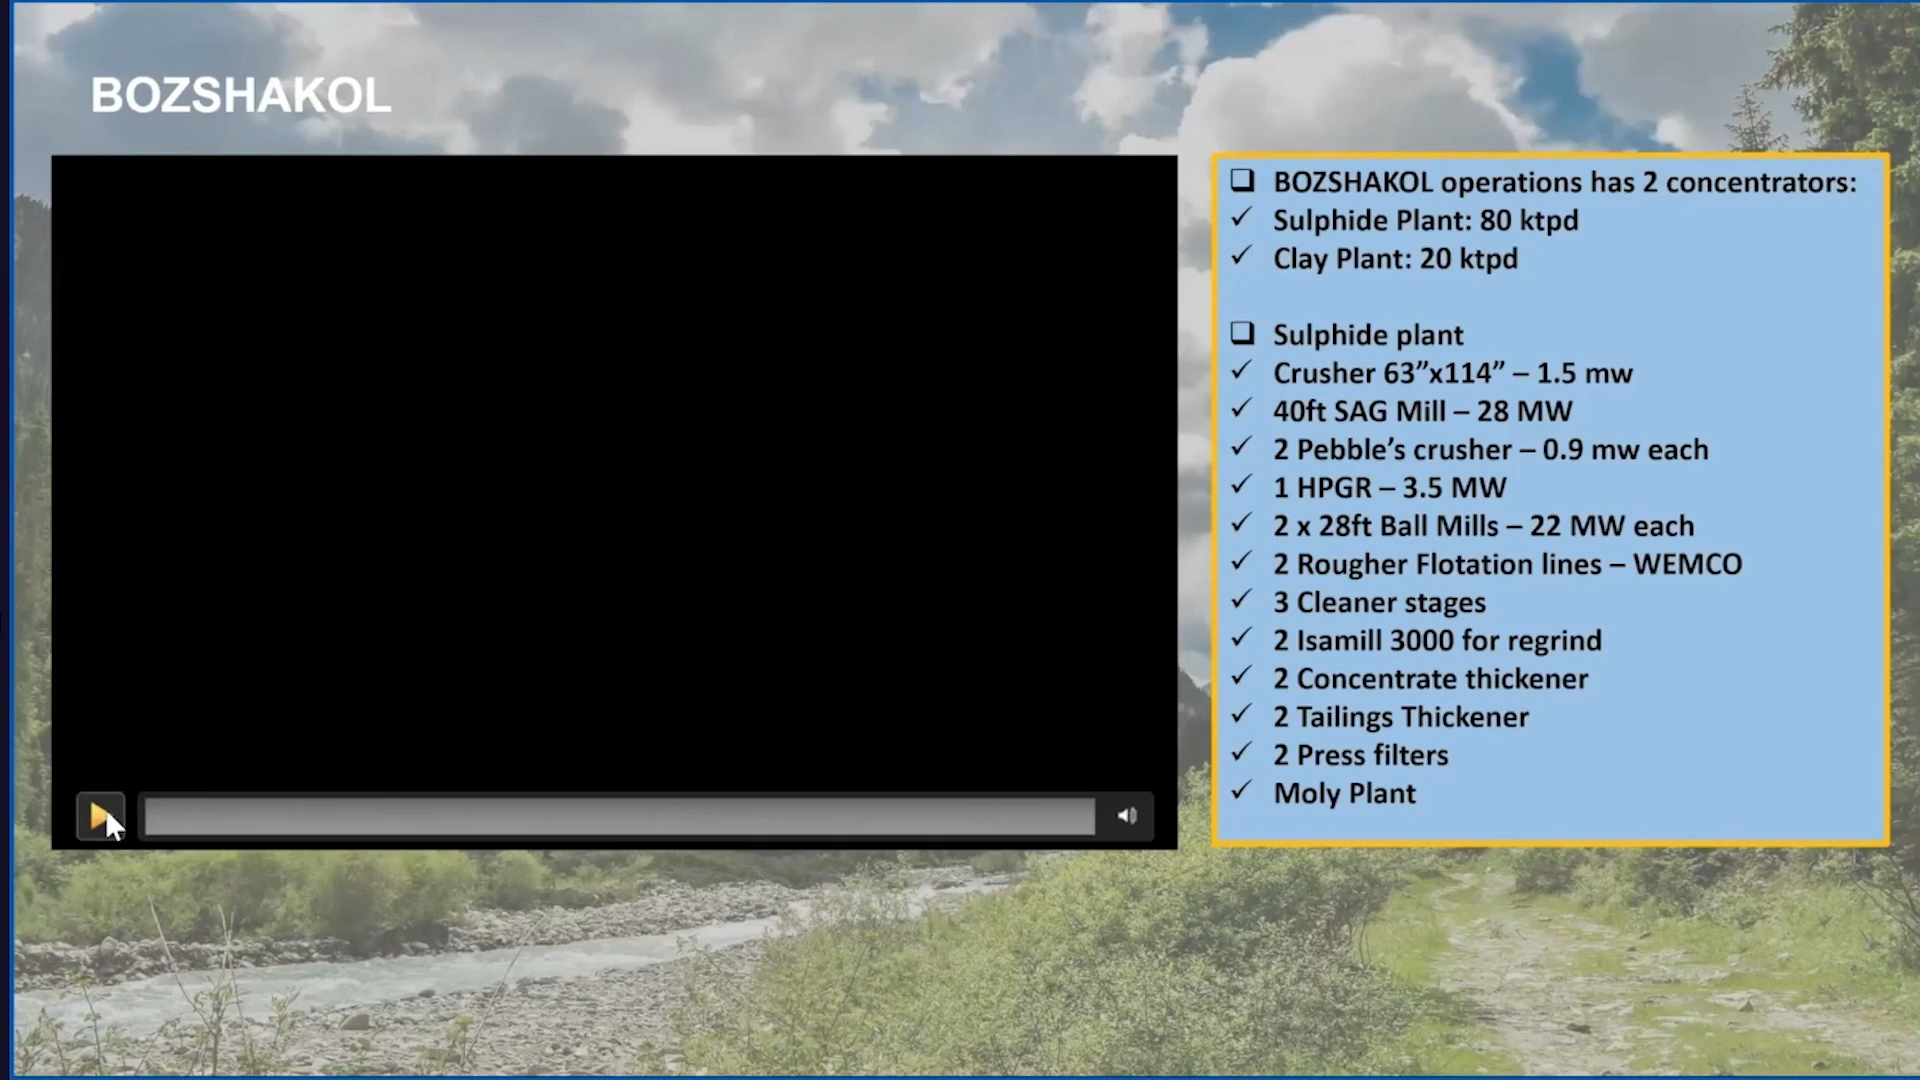 BOZSHAKOL
❑ BOZSHAKOL operations has 2 concentrators:
✓ Sulphide Plant: 80 ktpd
✓ Clay Plant: 20 ktpd
❑ Sulphide plant
✓ Crusher 63”x114” – 1.5 mw
✓ 40ft SAG Mill – 28 MW
✓ 2 Pebble’s crusher – 0.9 mw each
✓ 1 HPGR – 3.5 MW
✓ 2 x 28ft Ball Mills – 22 MW each
✓ 2 Rougher Flotation lines – WEMCO
✓ 3 Cleaner stages
✓ 2 Isamill 3000 for regrind
✓ 2 Concentrate thickener
✓ 2 Tailings Thickener
✓ 2 Press filters
✓ Moly Plant